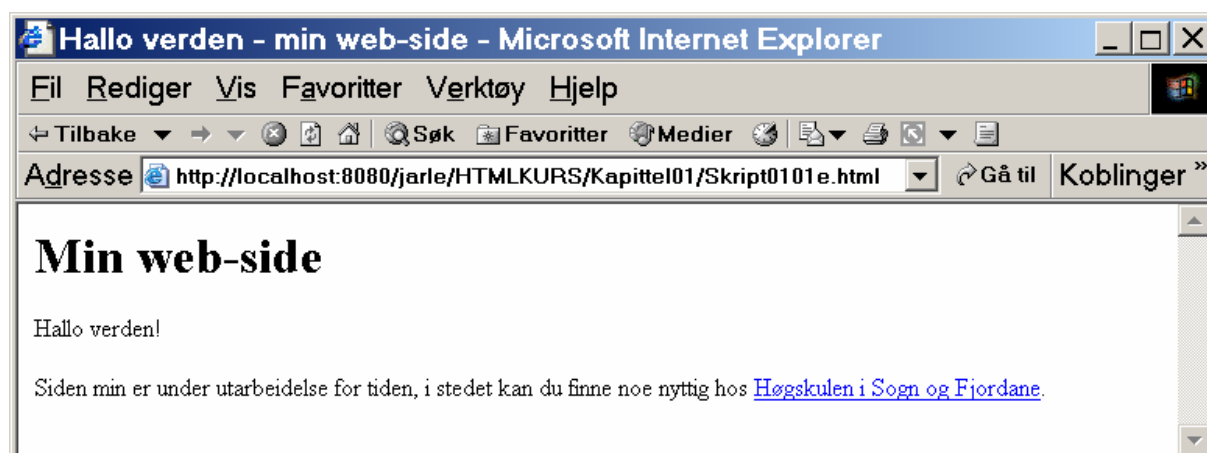 Hallo verden - min web-side - Microsoft Internet Explorer
Fil Rediger Vis Favoritter Verktøy Hjelp
Tilbake Søk Favoritter Medier
Adresse http://localhost:8080/jarle/HTMLKURS/Kapittel01/Skript0101e.html Gå til Koblinger »
Min web-side
Hallo verden!
Siden min er under utarbeidelse for tiden, i stedet kan du finne noe nyttig hos Høgskulen i Sogn og Fjordane.